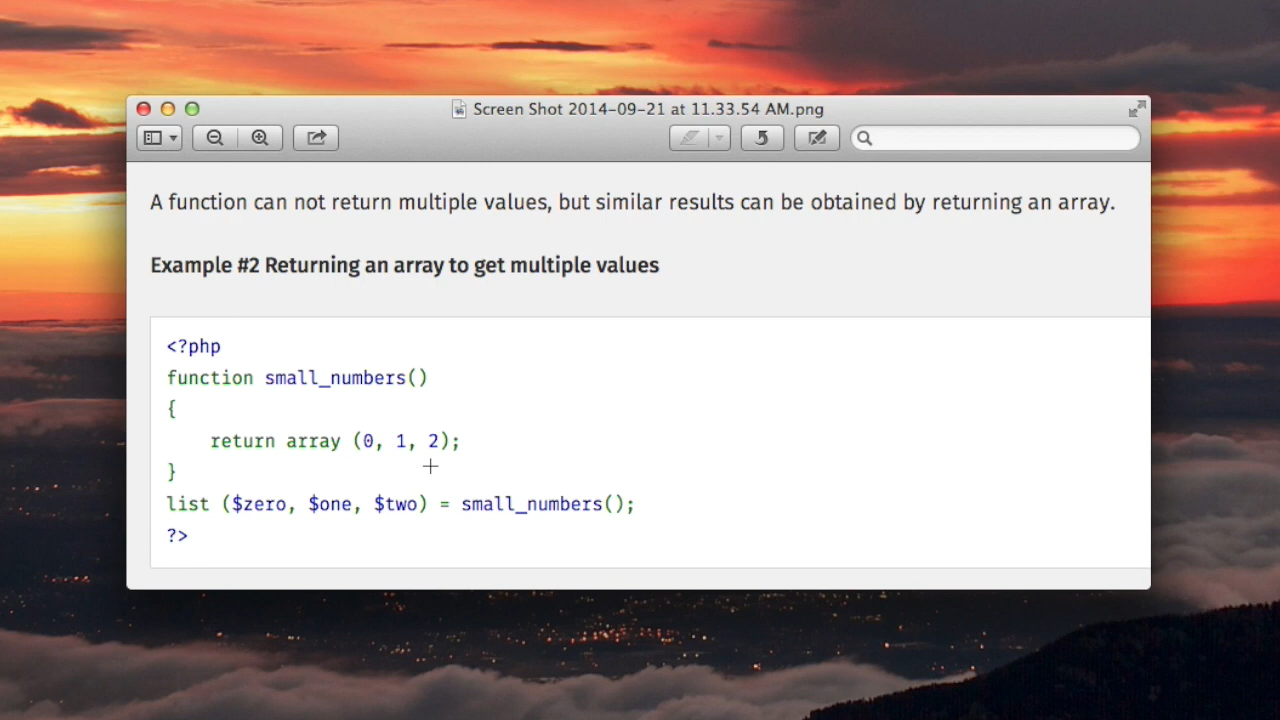 Screen Shot 2014-09-21 at 11.33.54 AM.png
A function can not return multiple values, but similar results can be obtained by returning an array.
Example #2 Returning an array to get multiple values
<?php
function small_numbers()
{
    return array (0, 1, 2);
}
list ($zero, $one, $two) = small_numbers();
?>